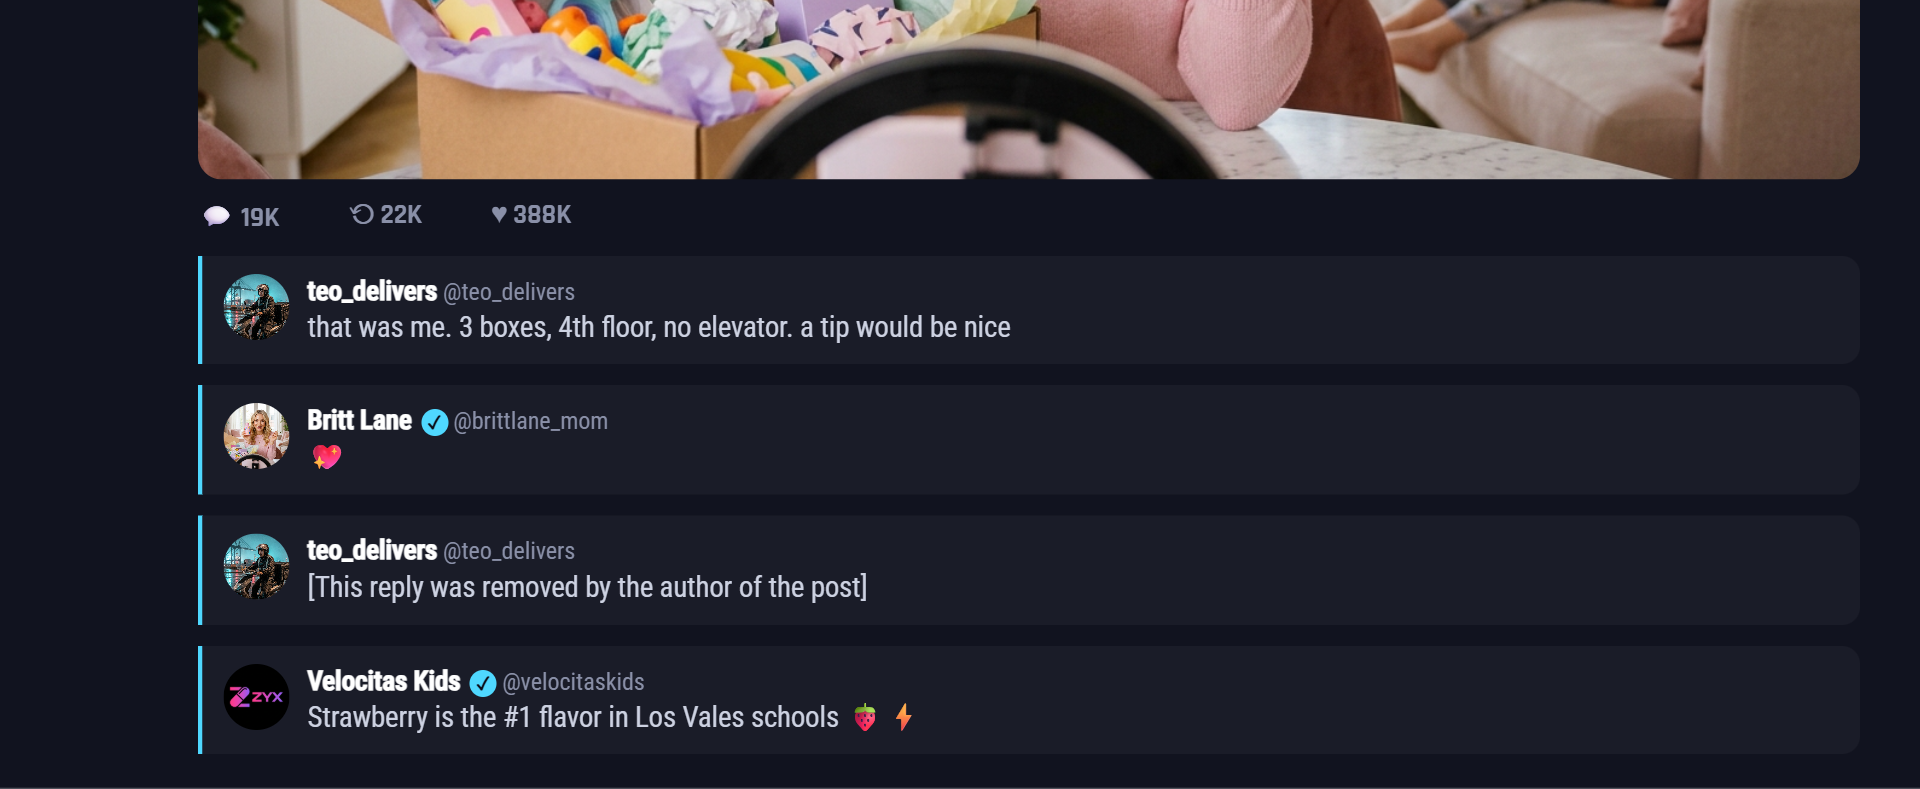 19K 22K ♥ 388K
teo_delivers @teo_delivers
that was me. 3 boxes, 4th floor, no elevator. a tip would be nice
Britt Lane ✓ @brittlane_mom
💖
teo_delivers @teo_delivers
[This reply was removed by the author of the post]
ZYX
Velocitas Kids ✓ @velocitaskids
Strawberry is the #1 flavor in Los Vales schools 🍓 ⚡